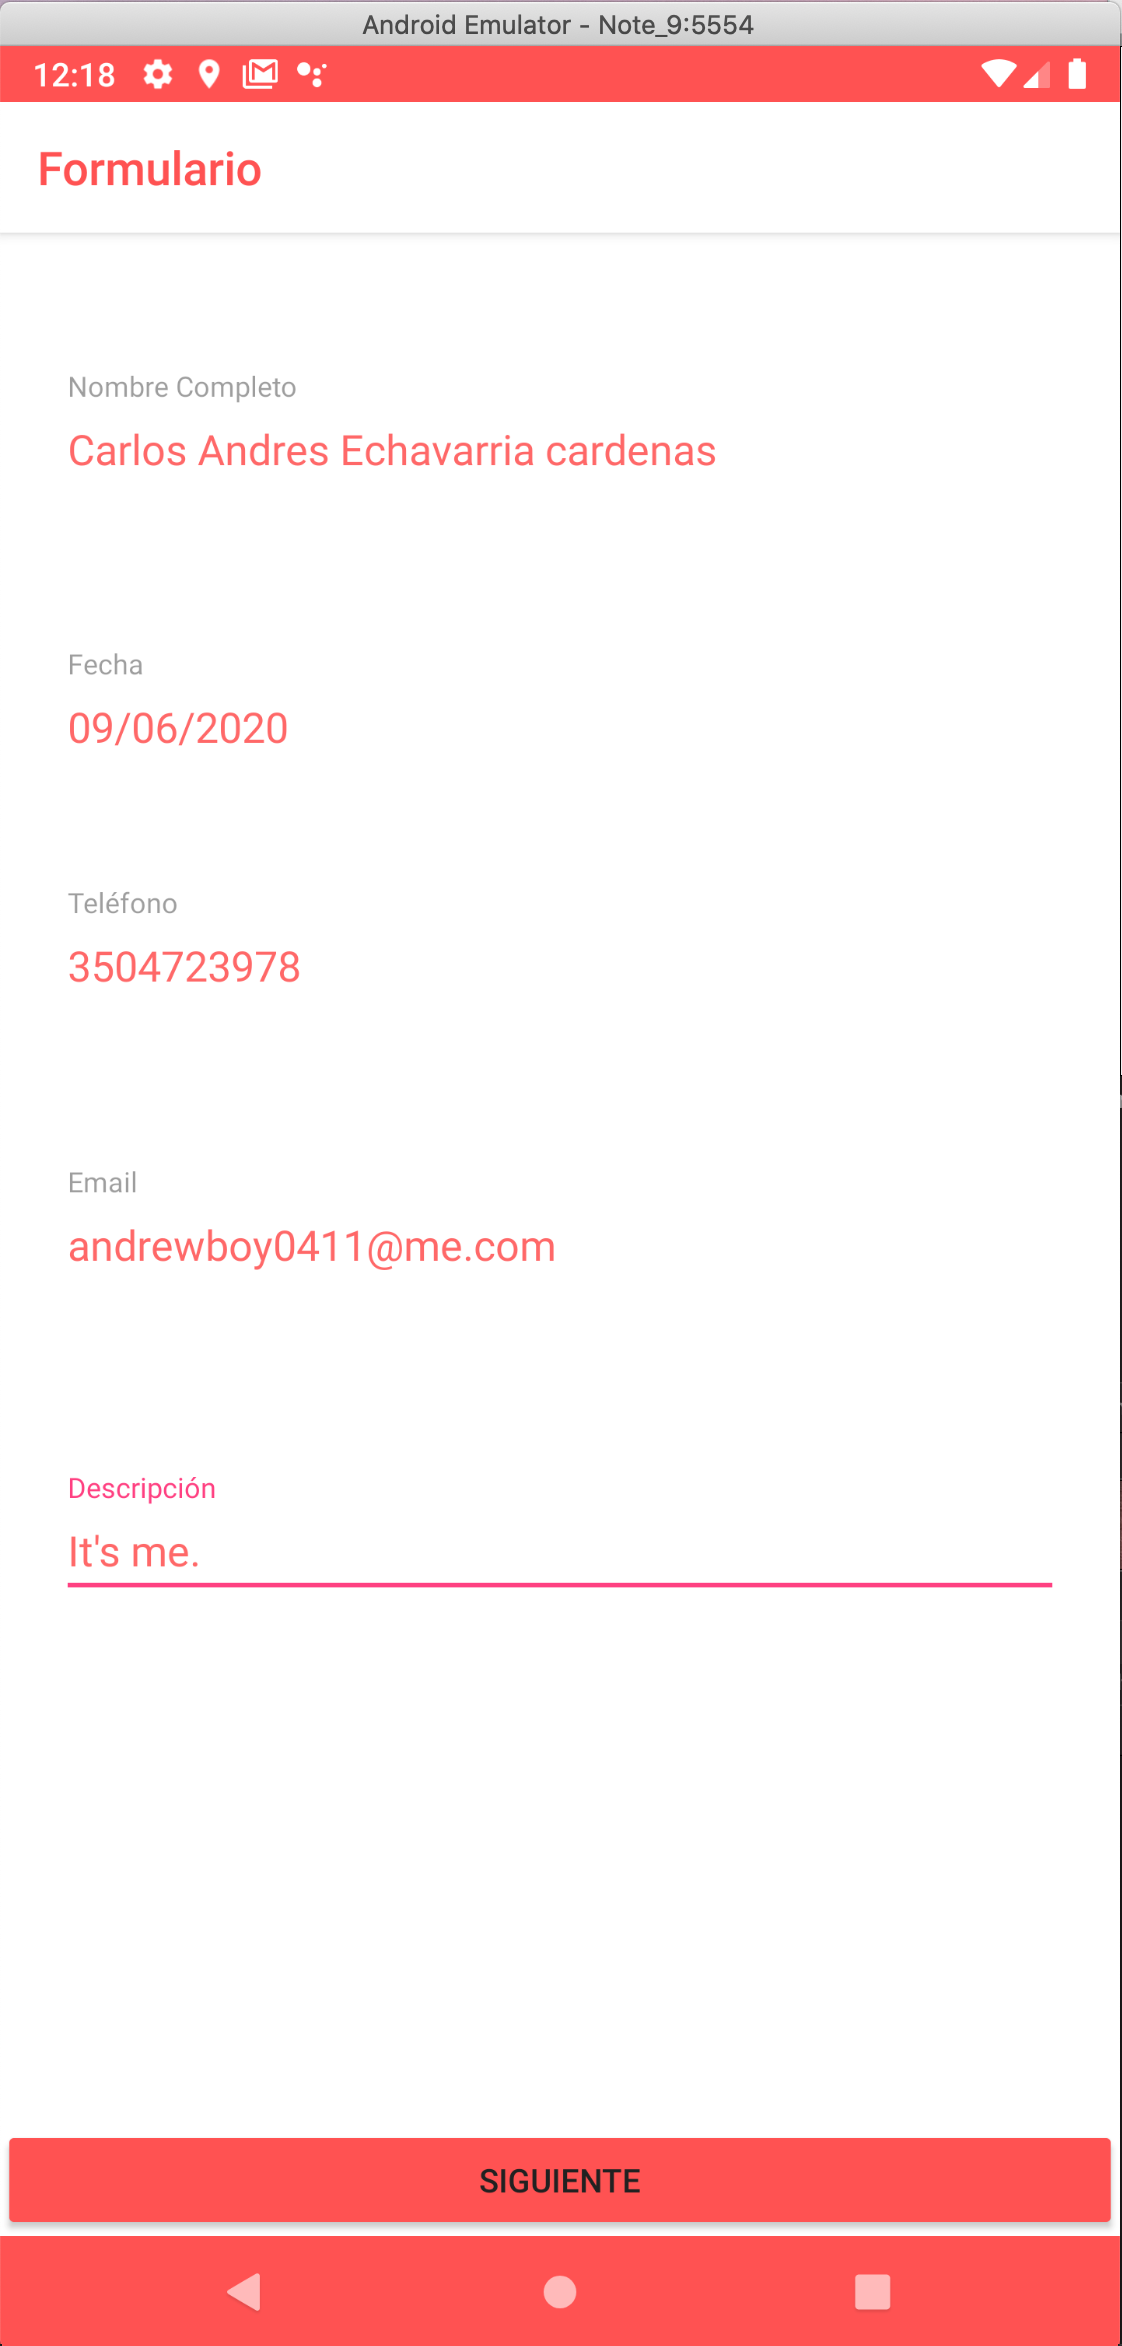 Android Emulator - Note_9:5554
12:18
Formulario
Nombre Completo
Carlos Andres Echavarria cardenas
Fecha
09/06/2020
Teléfono
3504723978
Email
andrewboy0411@me.com
Descripción
It's me.
SIGUIENTE